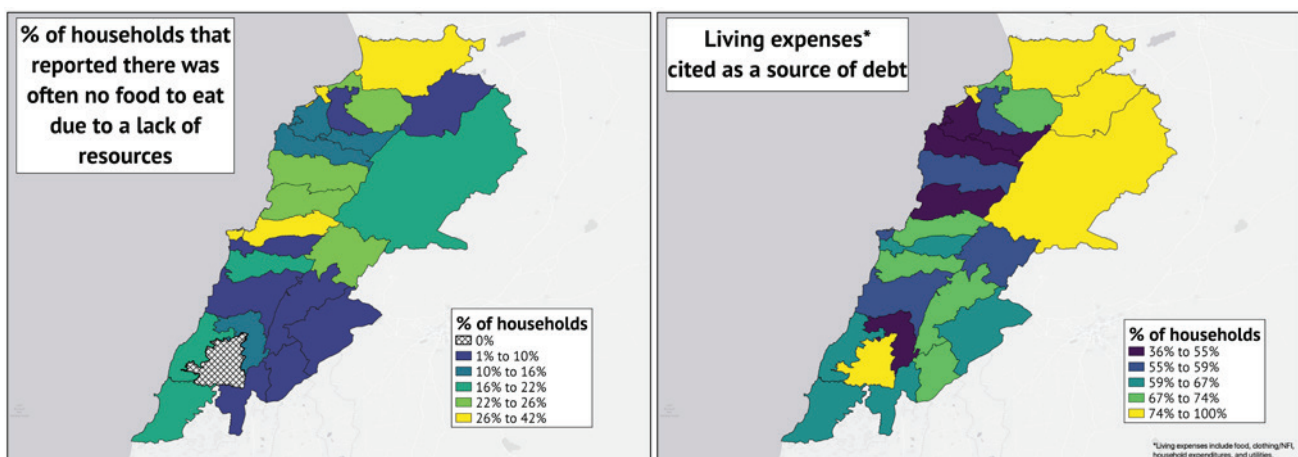 % of households that
reported there was
often no food to eat
due to a lack of
resources
% of households
0%
1% to 10%
10% to 16%
16% to 22%
22% to 26%
26% to 42%
Living expenses*
cited as a source of debt
% of households
36% to 55%
55% to 59%
59% to 67%
67% to 74%
74% to 100%
*Living expenses include food, clothing/NFI,
household expenditures, and utilities.